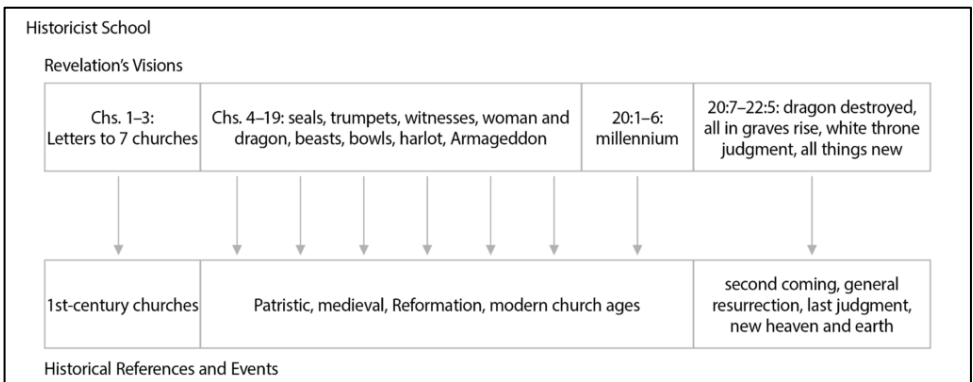 Historicist School
Revelation’s Visions
Chs. 1–3:
Letters to 7 churches
Chs. 4–19: seals, trumpets, witnesses, woman and
dragon, beasts, bowls, harlot, Armageddon
20:1–6:
millennium
20:7–22:5: dragon destroyed,
all in graves rise, white throne
judgment, all things new
1st-century churches
Patristic, medieval, Reformation, modern church ages
second coming, general
resurrection, last judgment,
new heaven and earth
Historical References and Events